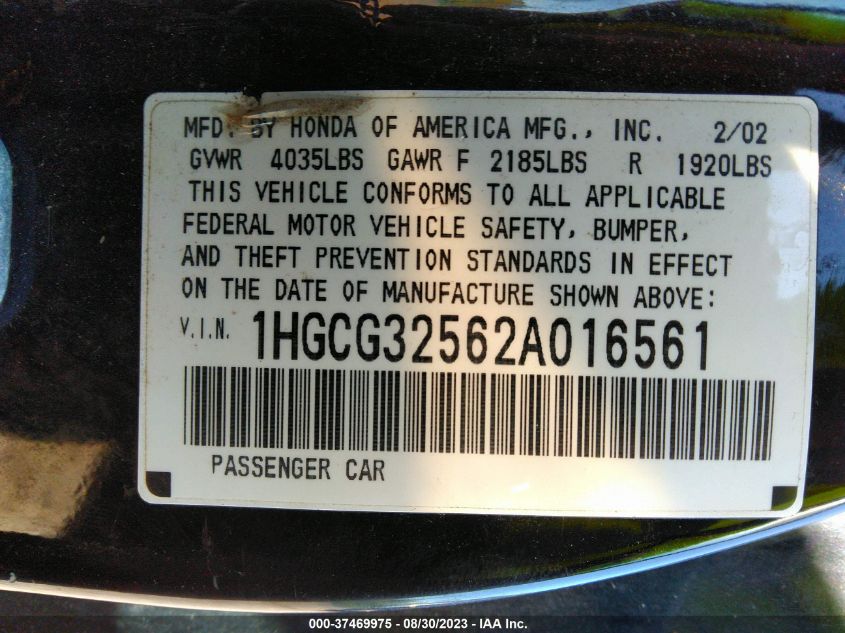 MFD. BY HONDA OF AMERICA MFG., INC. 2/02
GVWR 4035LBS GAWR F 2185LBS R 1920LBS
THIS VEHICLE CONFORMS TO ALL APPLICABLE
FEDERAL MOTOR VEHICLE SAFETY, BUMPER,
AND THEFT PREVENTION STANDARDS IN EFFECT
ON THE DATE OF MANUFACTURE SHOWN ABOVE:
V.I.N. 1HGCG32562A016561
PASSENGER CAR
000-37469975 - 08/30/2023 - IAA Inc.